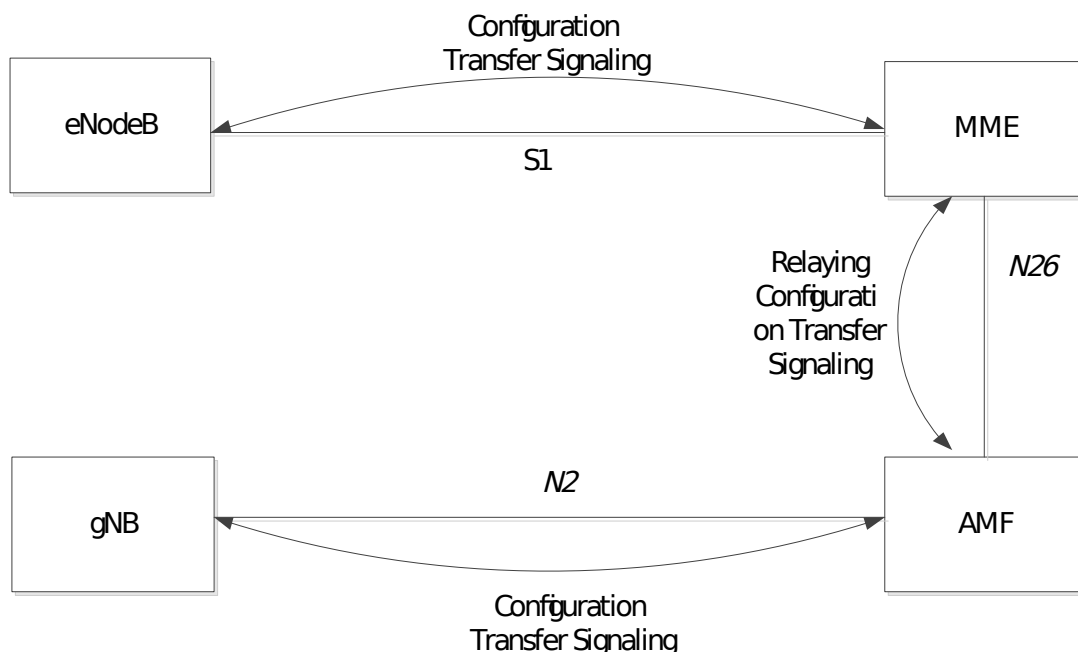 Configuration
Transfer Signaling
eNodeB
MME
S1
Relaying
Configurati
on Transfer
Signaling
N26
N2
gNB
AMF
Configuration
Transfer Signaling